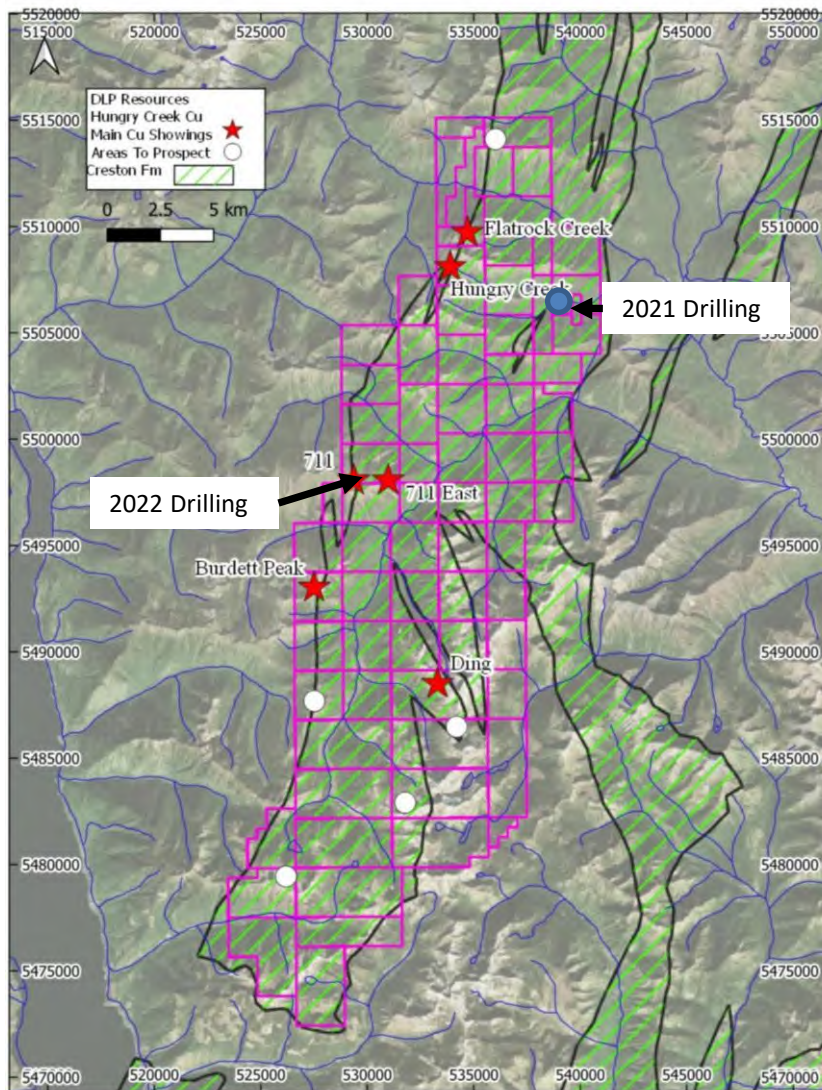 5520000 5520000
515000 520000 525000 530000 535000 540000 545000 550000
DLP Resources
Hungry Creek Cu
Main Cu Showings
Areas To Prospect
Creston Fm
0 2.5 5 km
5515000 5515000
5510000 5510000
Flatrock Creek
Hungry Creek
2021 Drilling
5505000 5505000
5500000 5500000
711
711 East
2022 Drilling
5495000 5495000
Burdett Peak
5490000 5490000
Ding
5485000 5485000
5480000 5480000
5475000 5475000
5470000 520000 525000 530000 535000 540000 545000 5470000